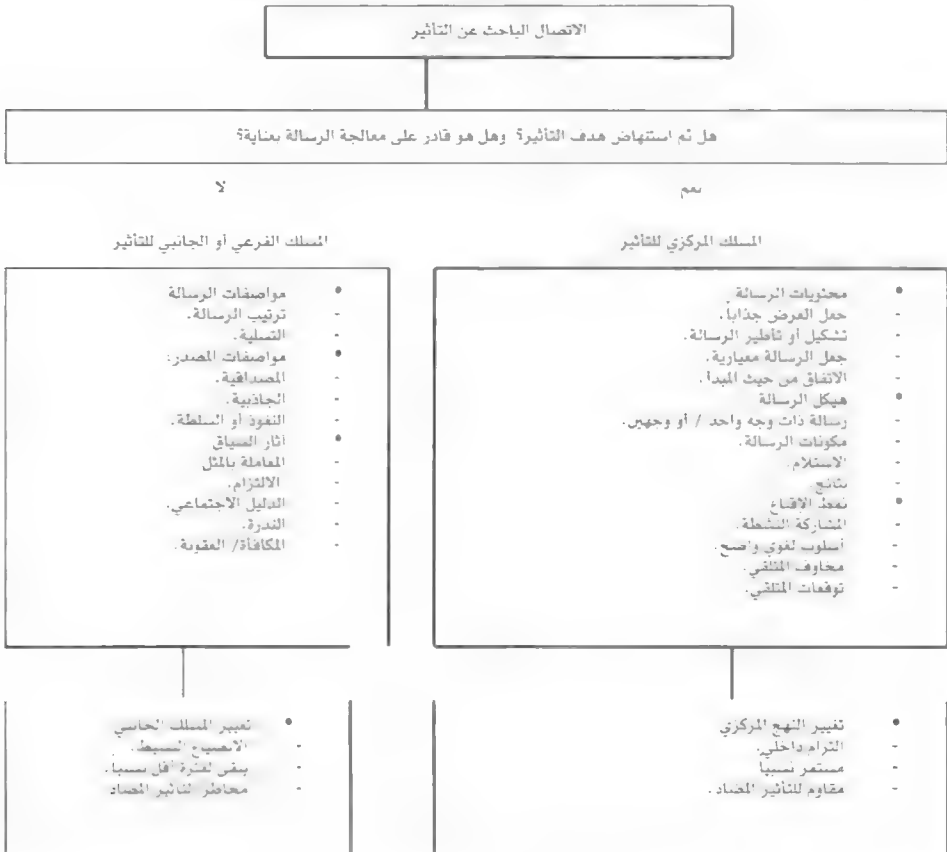 الاتصال الباحث عن التأثير
هل تم استنهاض هدف التأثير؟ وهل هو قادر على معالجة الرسالة بعناية؟
نعم
لا
المسلك المركزي للتأثير
• محتويات الرسالة
- جعل العرض جذاباً.
- تشكيل أو تأطير الرسالة.
- جعل الرسالة معيارية.
- الاتفاق من حيث المبدأ.
• هيكل الرسالة
- رسالة ذات وجه واحد / أو وجهين.
- مكونات الرسالة.
- الاستلام.
- نتائج
• نمط الإقناع
- المشاركة النشطة.
- أسلوب لغوي واضح.
- مخاوف المتلقي.
- توقعات المتلقي.
المسلك الفرعي أو الجانبي للتأثير
• مواصفات الرسالة
- ترتيب الرسالة.
- التسلية.
• مواصفات المصدر:
- المصداقية.
- الجاذبية.
- النفوذ أو السلطة.
• آثار السياق
- المعاملة بالمثل
- الالتزام.
- الدليل الاجتماعي.
- الندرة.
- المكافأة/ العقوبة.
• تغيير النهج المركزي
- التزام داخلي.
- مستمر نسبيا
- مقاوم للتأثير المضاد.
• تغيير المسلك الجانبي
- الانصياع البسيط.
- يبقى لفترة أقل نسبيا.
- مخاطر التأثير المضاد